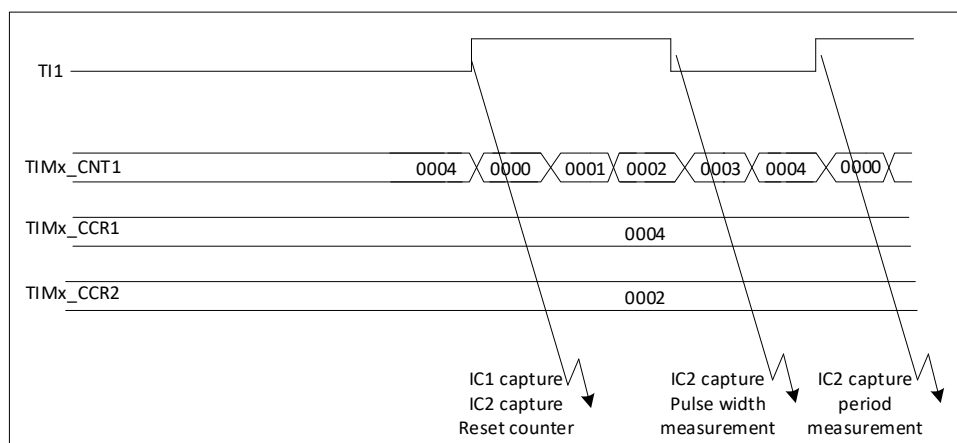 TI1
TIMx_CNT1
0004 0000 0001 0002 0003 0004 0000
TIMx_CCR1
0004
TIMx_CCR2
0002
IC1 capture
IC2 capture
Reset counter
IC2 capture
Pulse width
measurement
IC2 capture
period
measurement